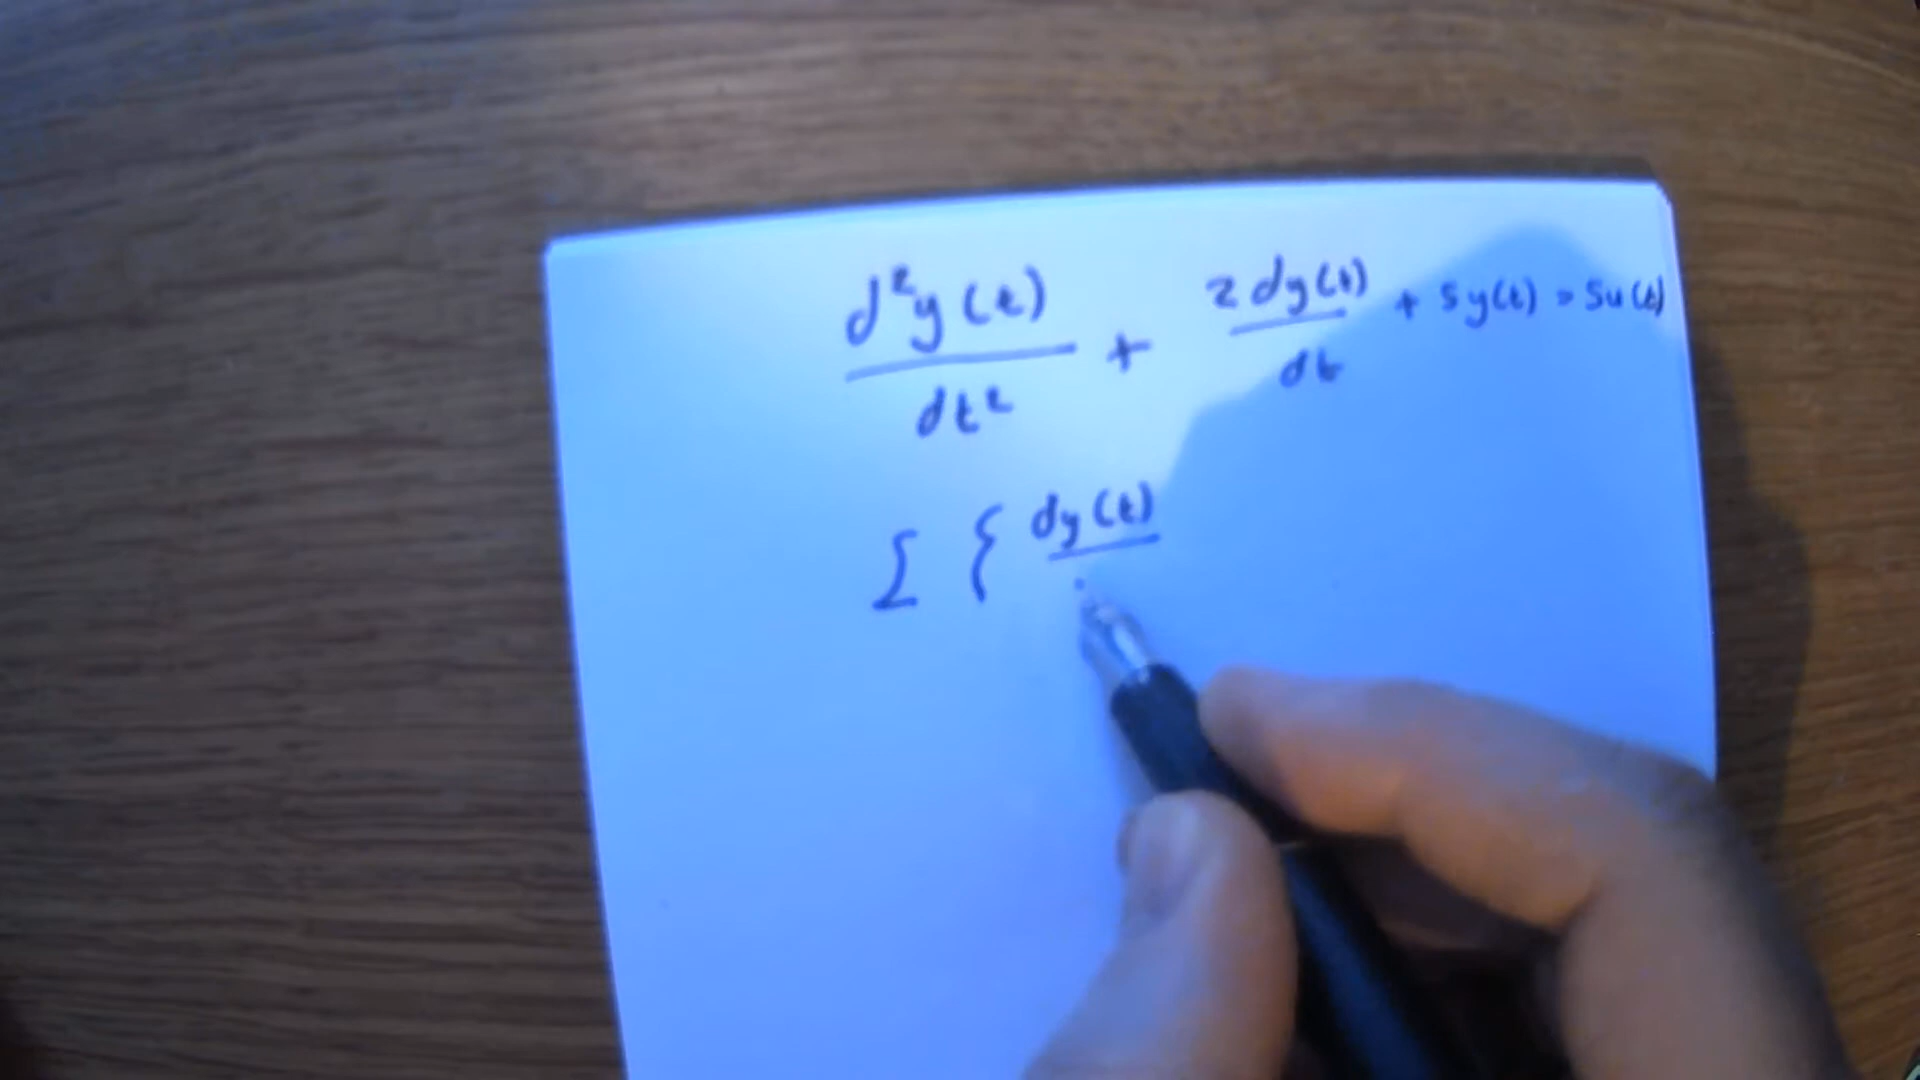 d²y(t)/dt² + 2dy(t)/dt + 5y(t) = 5u(t)
ℒ { dy(t)